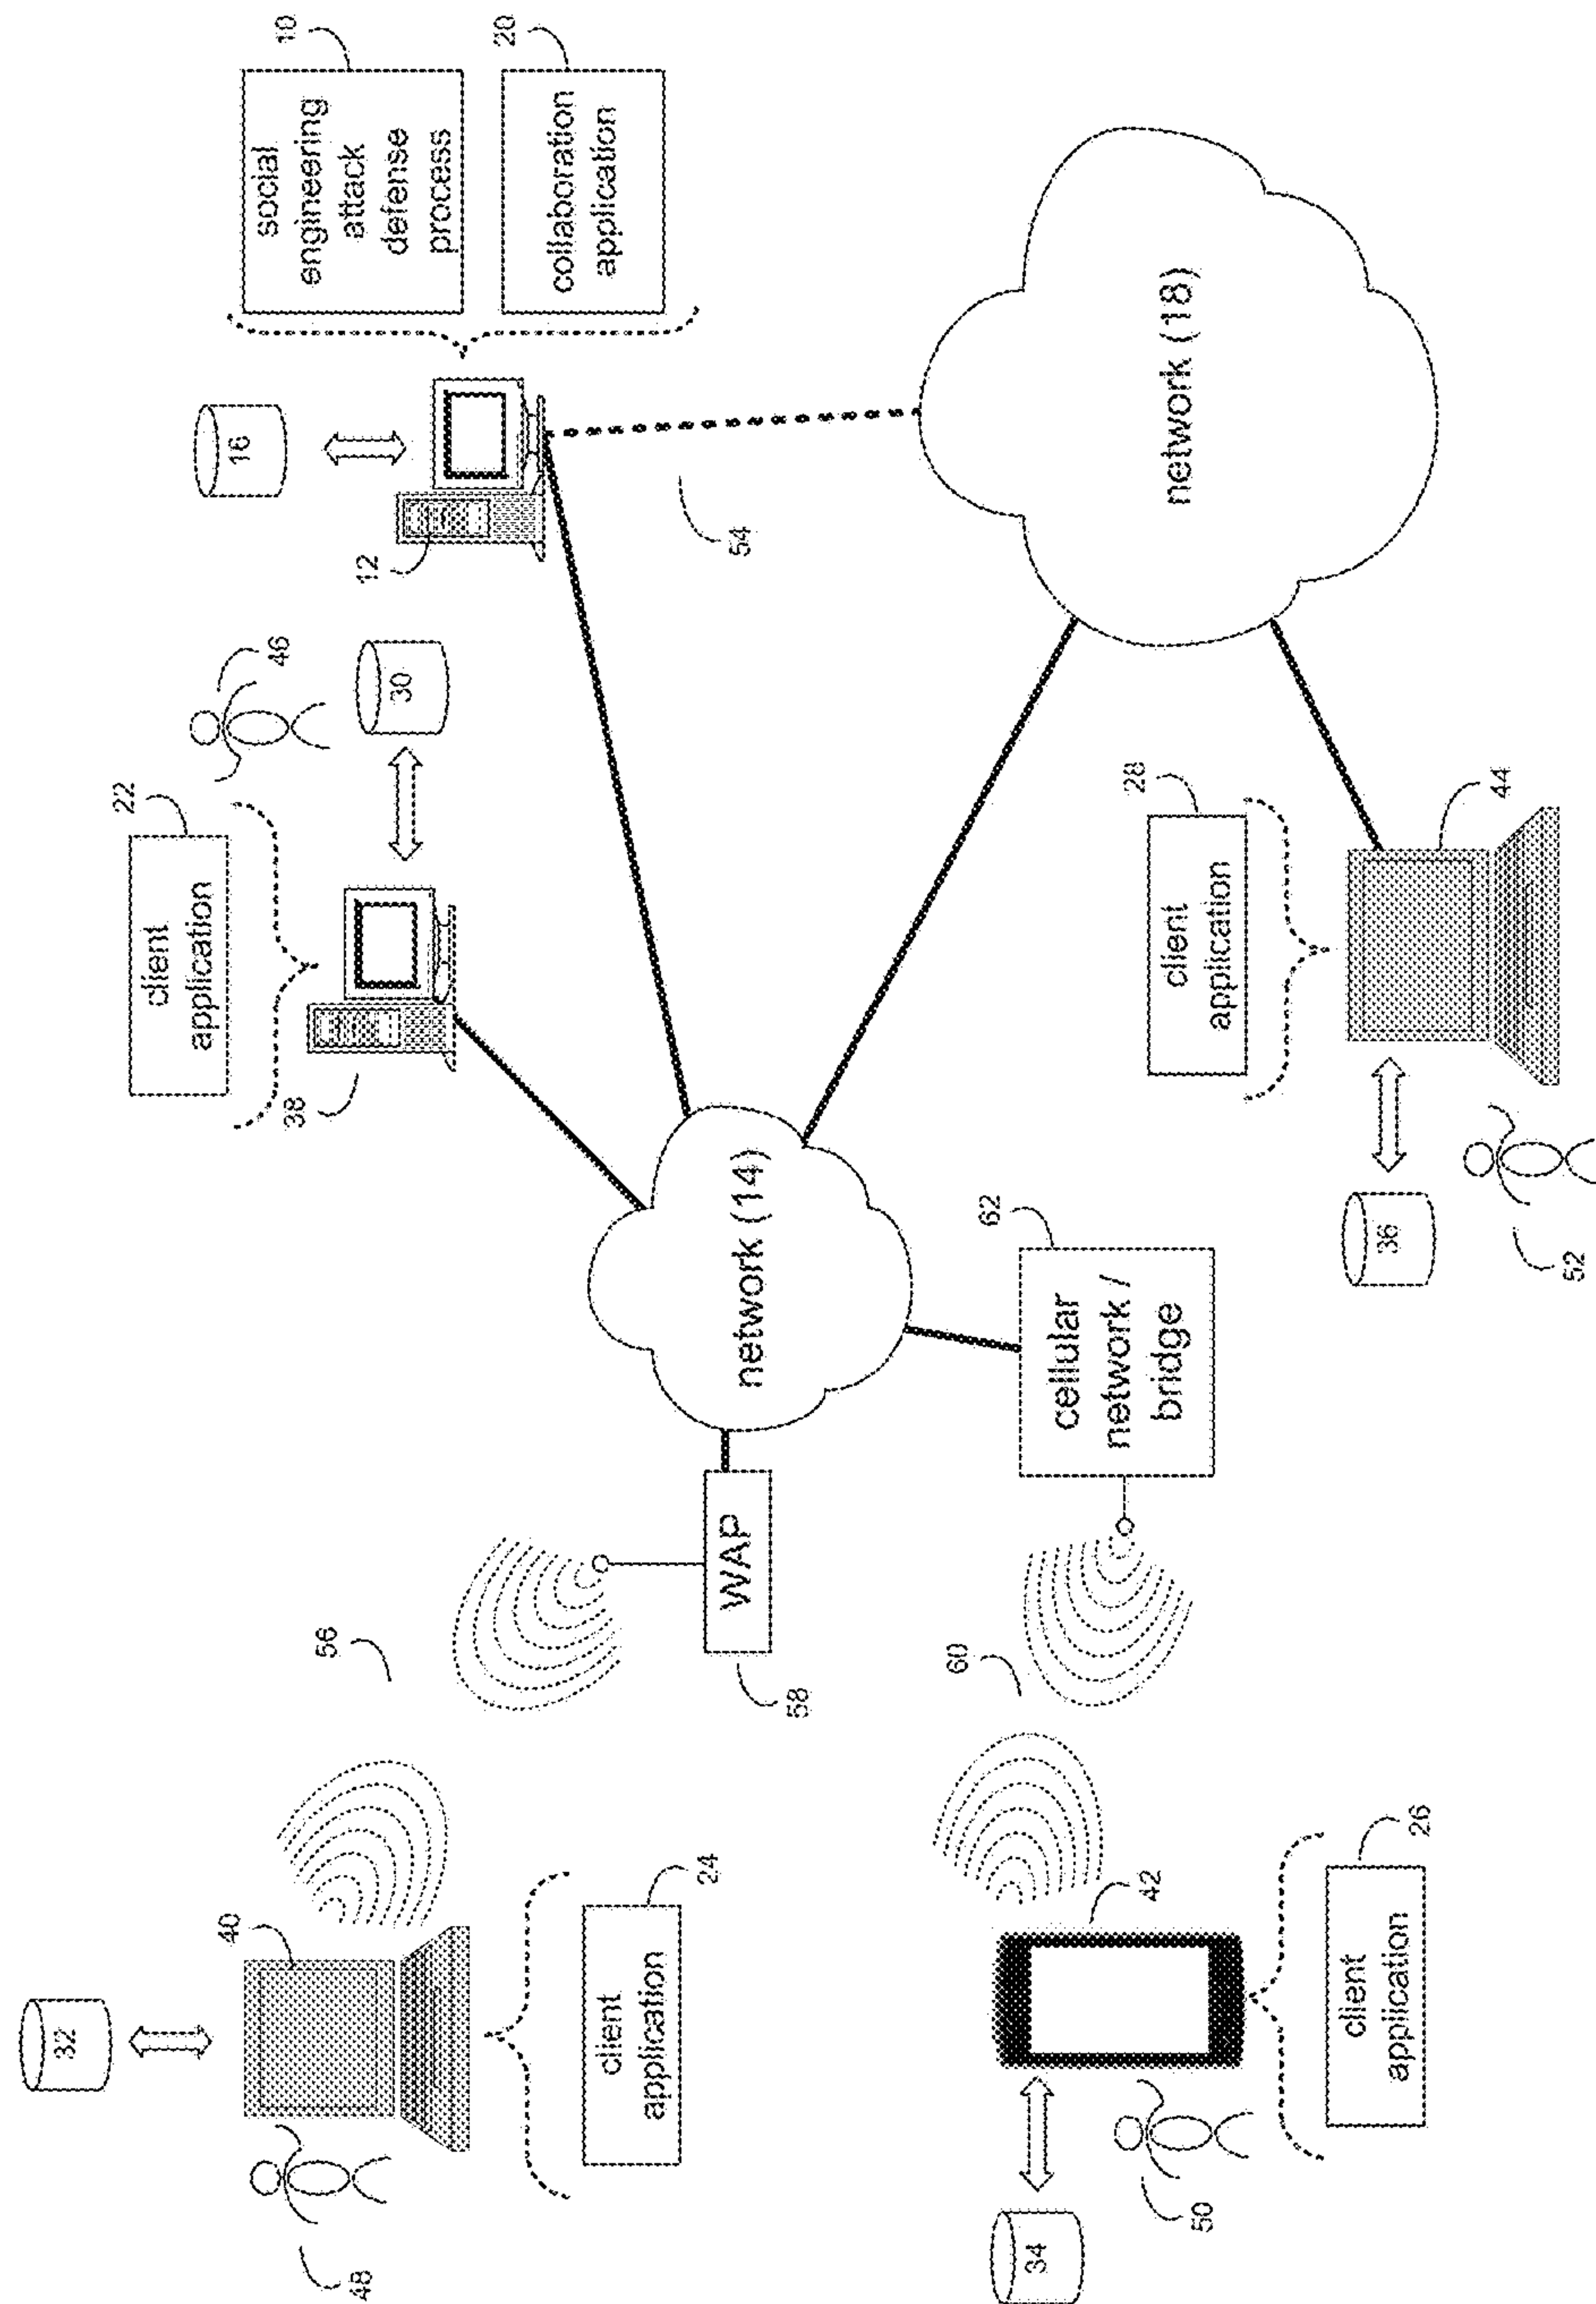 32
48
40
client
application
24
56
WAP
58
client
application
22
38
46
30
16
12
social
engineering
attack
defense
process
10
collaboration
application
20
network (14)
54
34
50
42
client
application
26
60
cellular
network /
bridge
62
network (18)
client
application
28
36
52
44